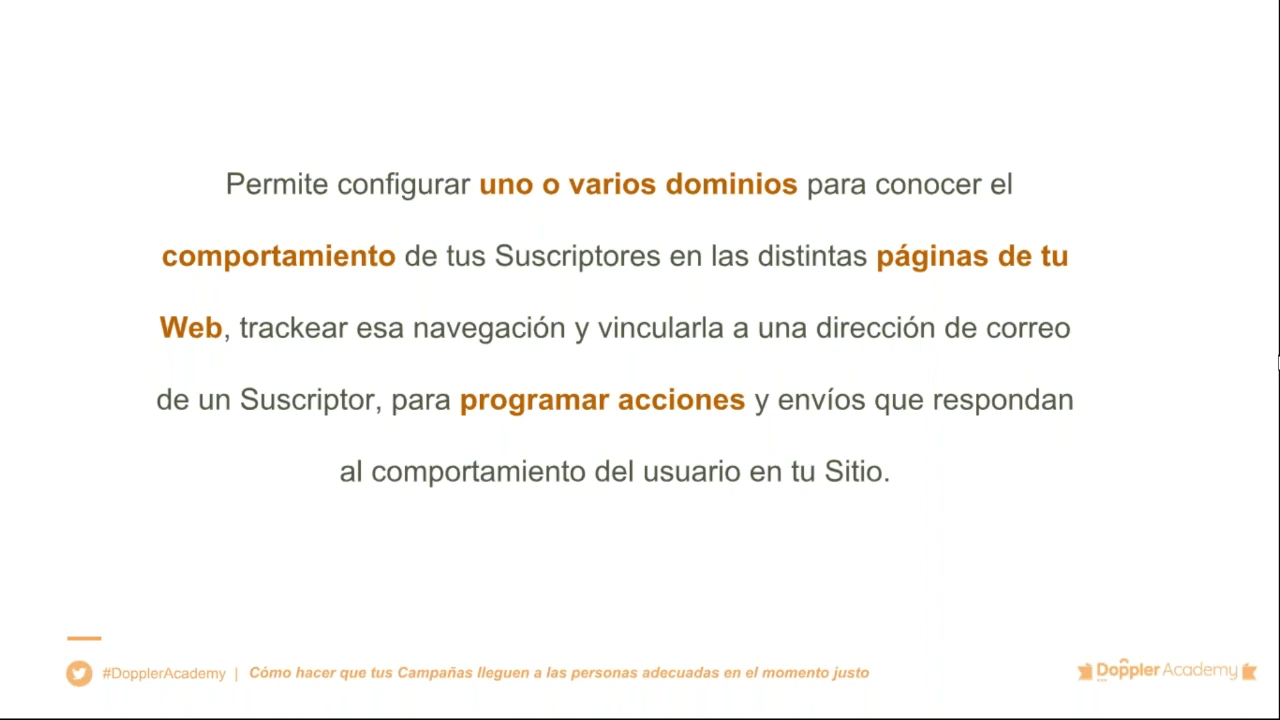 Permite configurar uno o varios dominios para conocer el
comportamiento de tus Suscriptores en las distintas páginas de tu
Web, trackear esa navegación y vincularla a una dirección de correo
de un Suscriptor, para programar acciones y envíos que respondan
al comportamiento del usuario en tu Sitio.
#DopplerAcademy | Cómo hacer que tus Campañas lleguen a las personas adecuadas en el momento justo
Doppler Academy